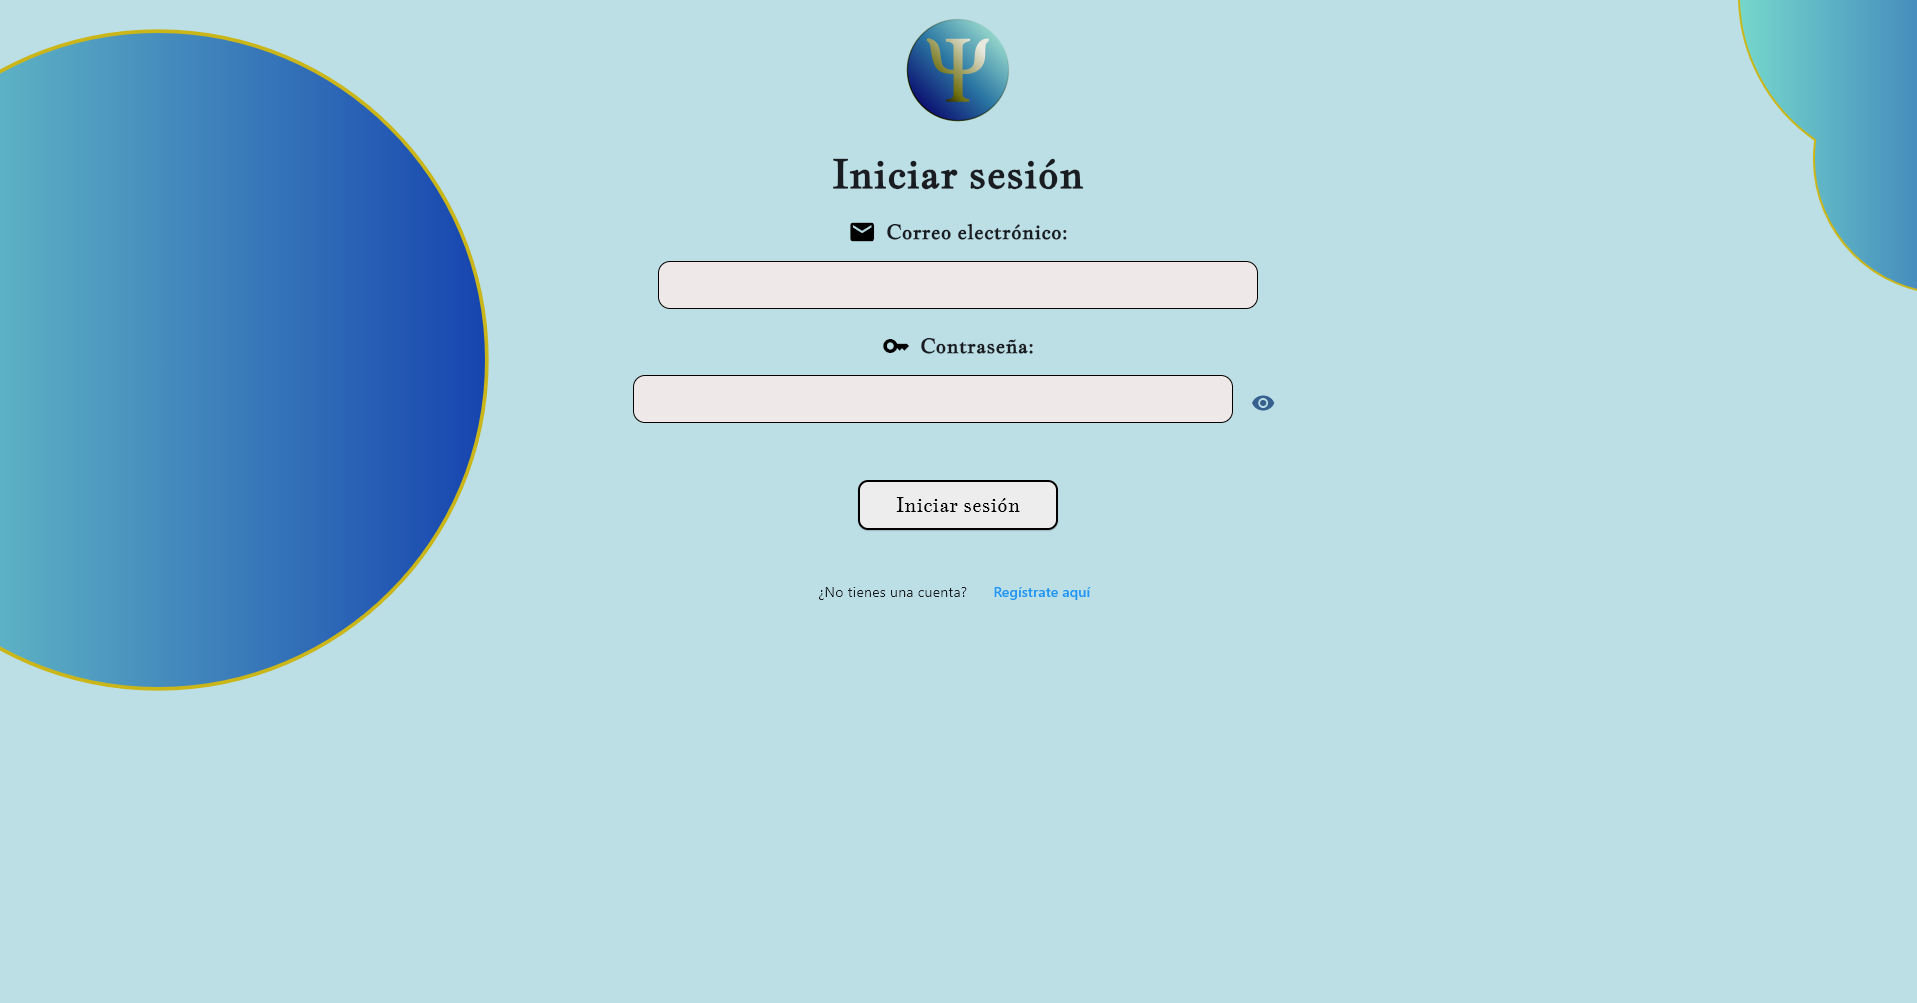 Ψ
Iniciar sesión
Correo electrónico:
Contraseña:
Iniciar sesión
¿No tienes una cuenta? Regístrate aquí